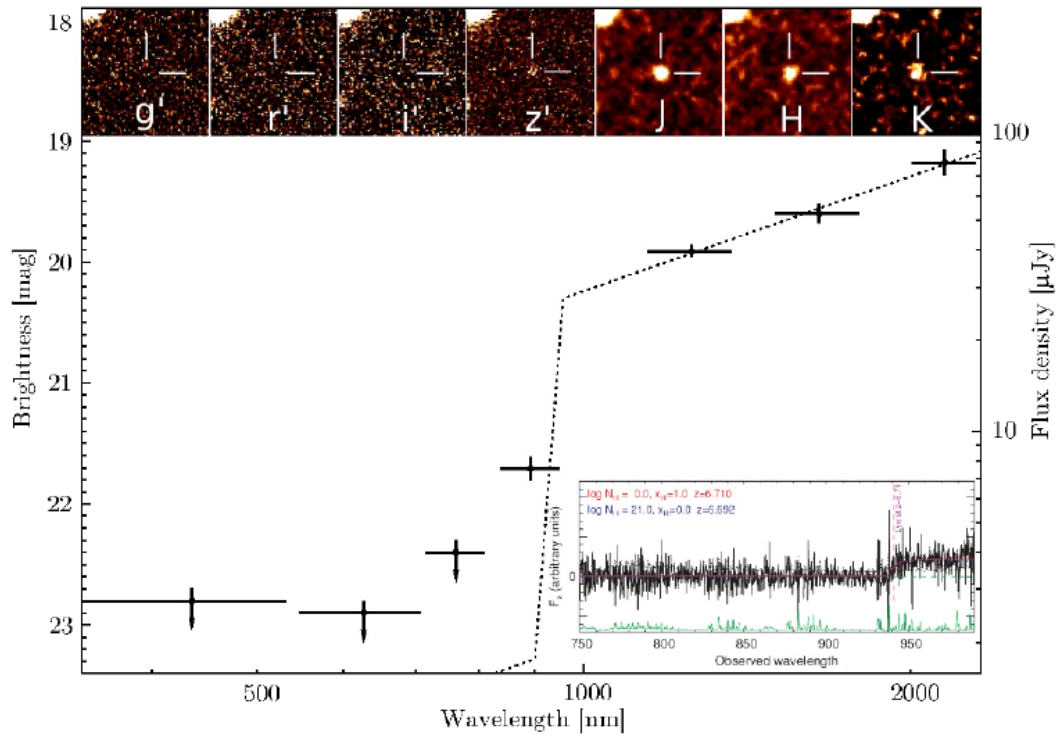 g' r' i' z' J H K
18
19
20
21
22
23
Brightness [mag]
100
10
Flux density [µJy]
500 1000 2000
Wavelength [nm]
log N_H = 0.0, x_H=1.0 z=6.710
log N_H = 21.0, x_H=0.0 z=6.692
F_λ (arbitrary units)
0
750 800 850 900 950
Observed wavelength